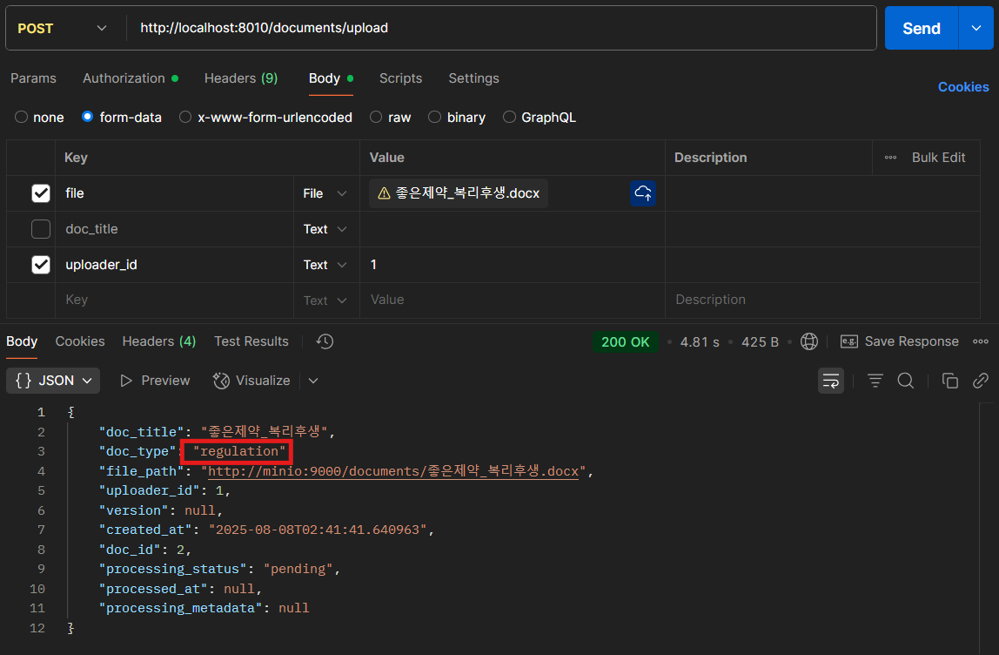 POST http://localhost:8010/documents/upload Send
Params Authorization Headers (9) Body Scripts Settings Cookies
none form-data x-www-form-urlencoded raw binary GraphQL
Key Value Description Bulk Edit
file File 좋은제약_복리후생.docx
doc_title Text
uploader_id Text 1
Key Text Value Description
Body Cookies Headers (4) Test Results 200 OK 4.81 s 425 B e.g. Save Response
{} JSON Preview Visualize
1 {
2 "doc_title": "좋은제약_복리후생",
3 "doc_type": "regulation"
4 "file_path": "http://minio:9000/documents/좋은제약_복리후생.docx",
5 "uploader_id": 1,
6 "version": null,
7 "created_at": "2025-08-08T02:41:41.640963",
8 "doc_id": 2,
9 "processing_status": "pending",
10 "processed_at": null,
11 "processing_metadata": null
12 }